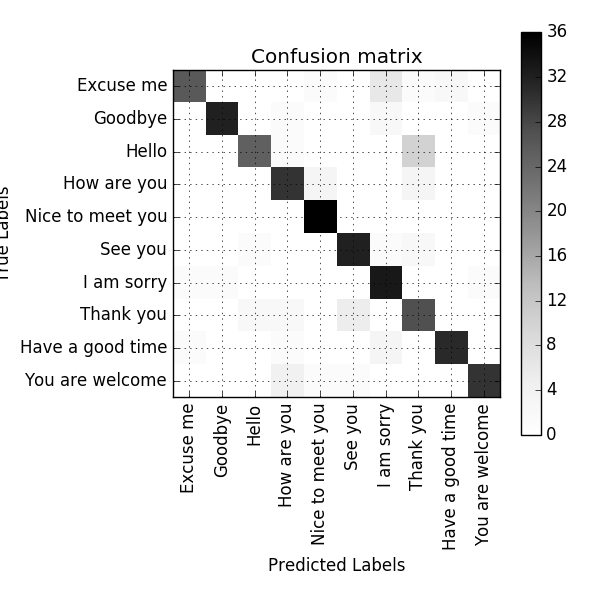 Confusion matrix
True Labels
Excuse me
Goodbye
Hello
How are you
Nice to meet you
See you
I am sorry
Thank you
Have a good time
You are welcome
Excuse me
Goodbye
Hello
How are you
Nice to meet you
See you
I am sorry
Thank you
Have a good time
You are welcome
Predicted Labels
36
32
28
24
20
16
12
8
4
0